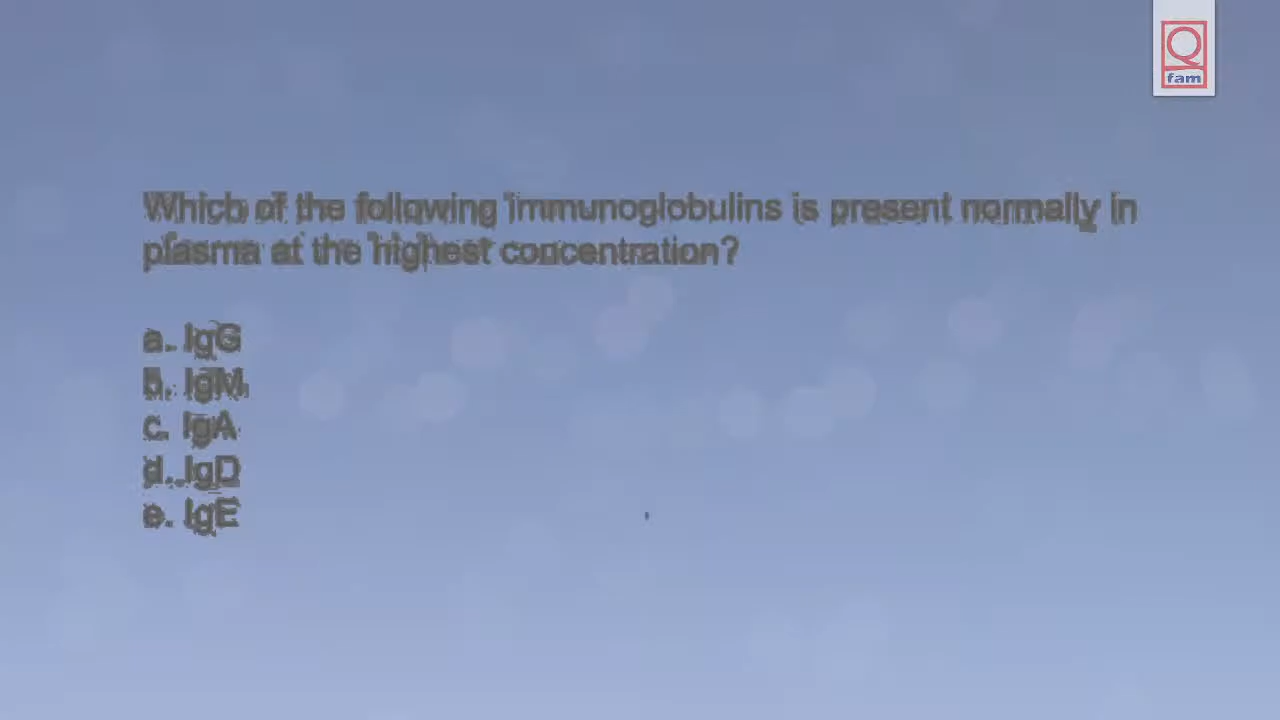 Q
fam
Which of the following immunoglobulins is present normally in
plasma at the highest concentration?
a. IgG
b. IgM
c. IgA
d. IgD
e. IgE